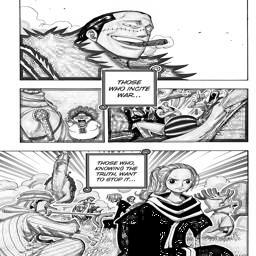 THOSE
WHO INCITE
WAR...
THOSE WHO,
KNOWING THE
TRUTH, WANT
TO STOP IT...